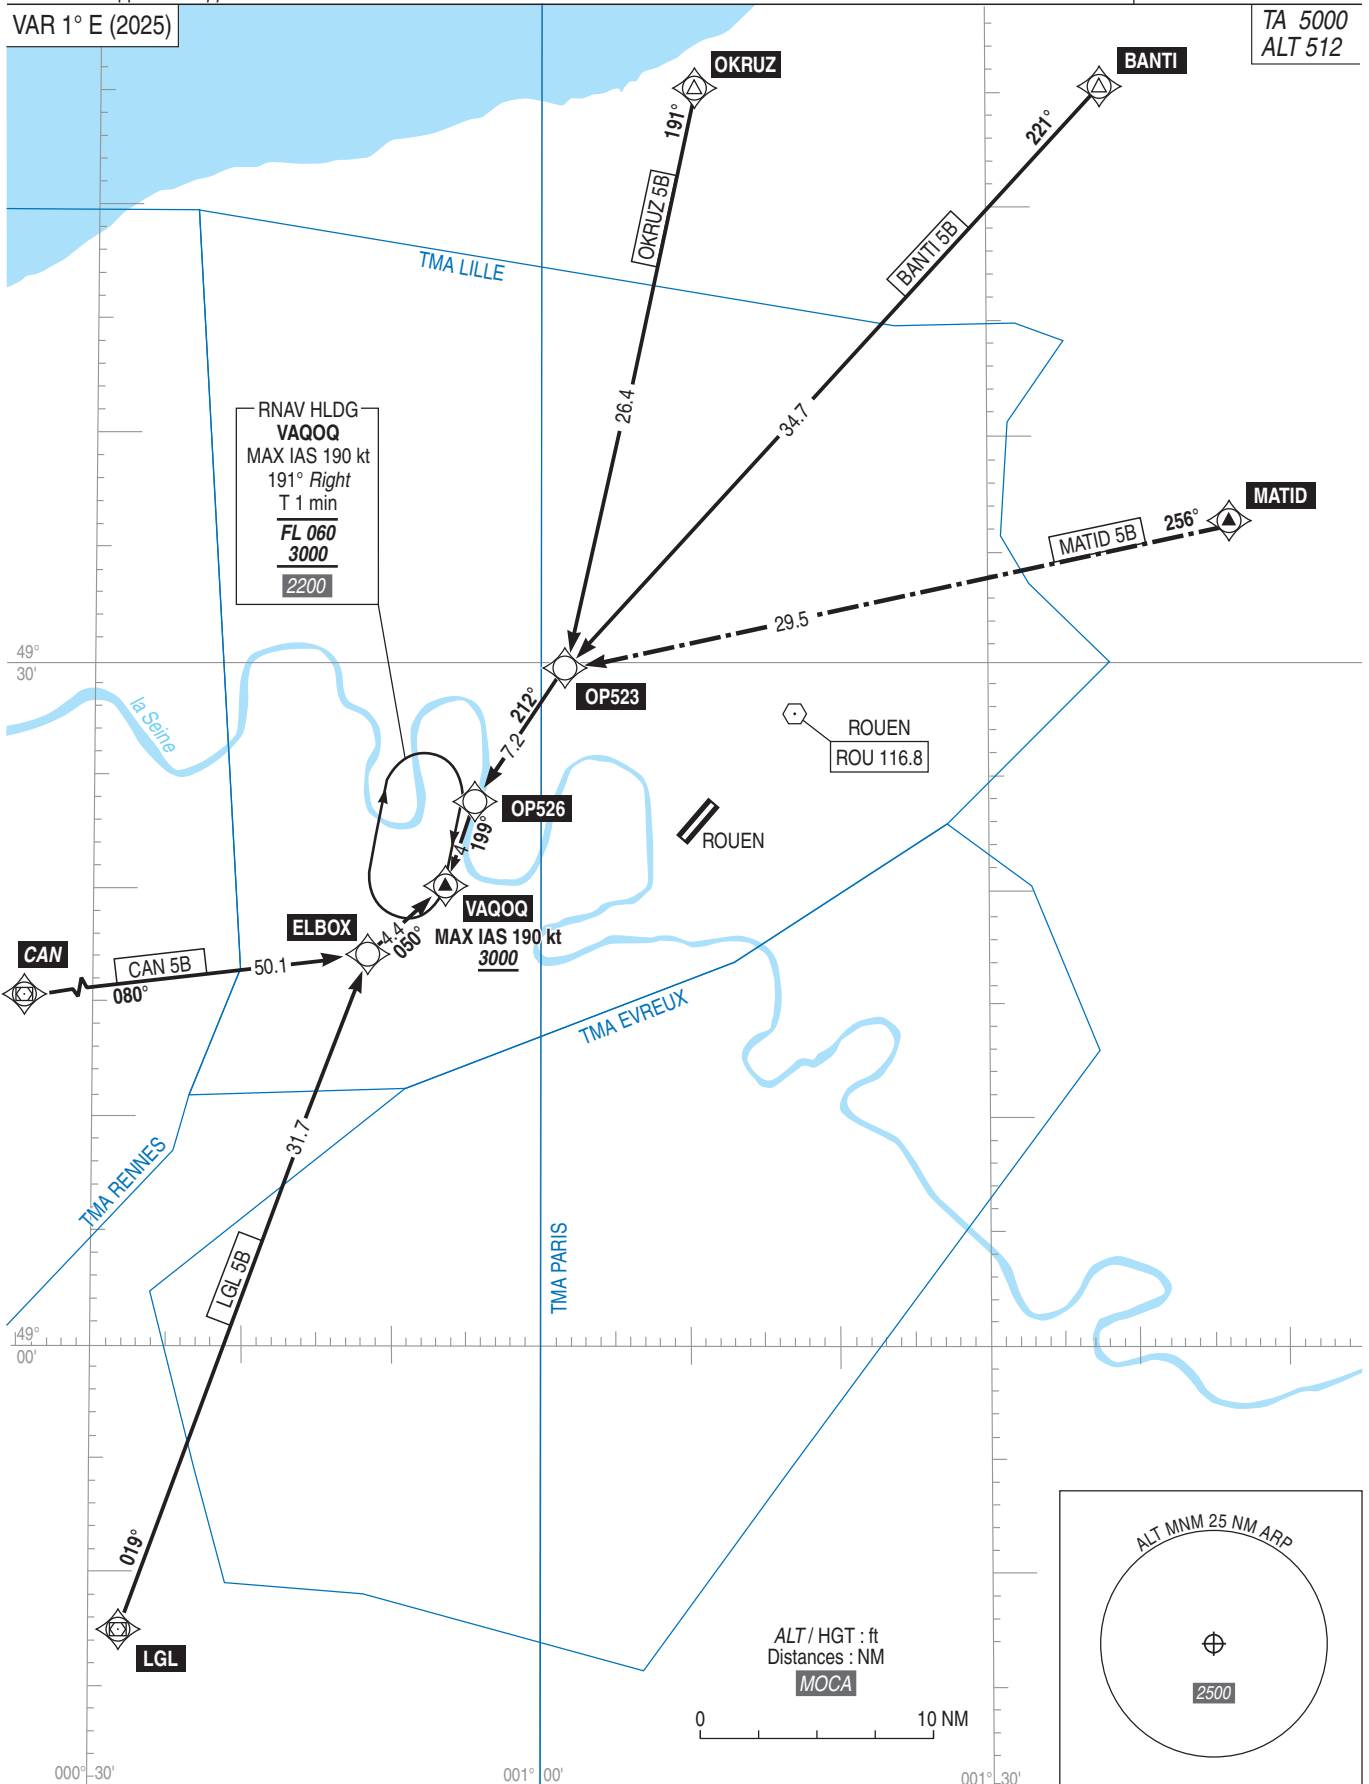 VAR 1° E (2025)
TA 5000
ALT 512
OKRUZ
BANTI
191°
221°
OKRUZ 5B
BANTI 5B
TMA LILLE
26.4
34.7
RNAV HLDG
VAQOQ
MAX IAS 190 kt
191° Right
T 1 min
FL 060
3000
2200
MATID
256°
MATID 5B
29.5
49°
30'
OP523
212°
7.2
la Seine
ROUEN
ROU 116.8
OP526
199°
4
ROUEN
VAQOQ
MAX IAS 190 kt
3000
ELBOX
4.4
050°
CAN
CAN 5B
50.1
080°
TMA EVREUX
31.7
TMA RENNES
LGL 5B
TMA PARIS
49°
00'
019°
LGL
ALT / HGT : ft
Distances : NM
MOCA
0
10 NM
ALT MNM 25 NM ARP
2500
000° 30'
001° 00'
001° 30'